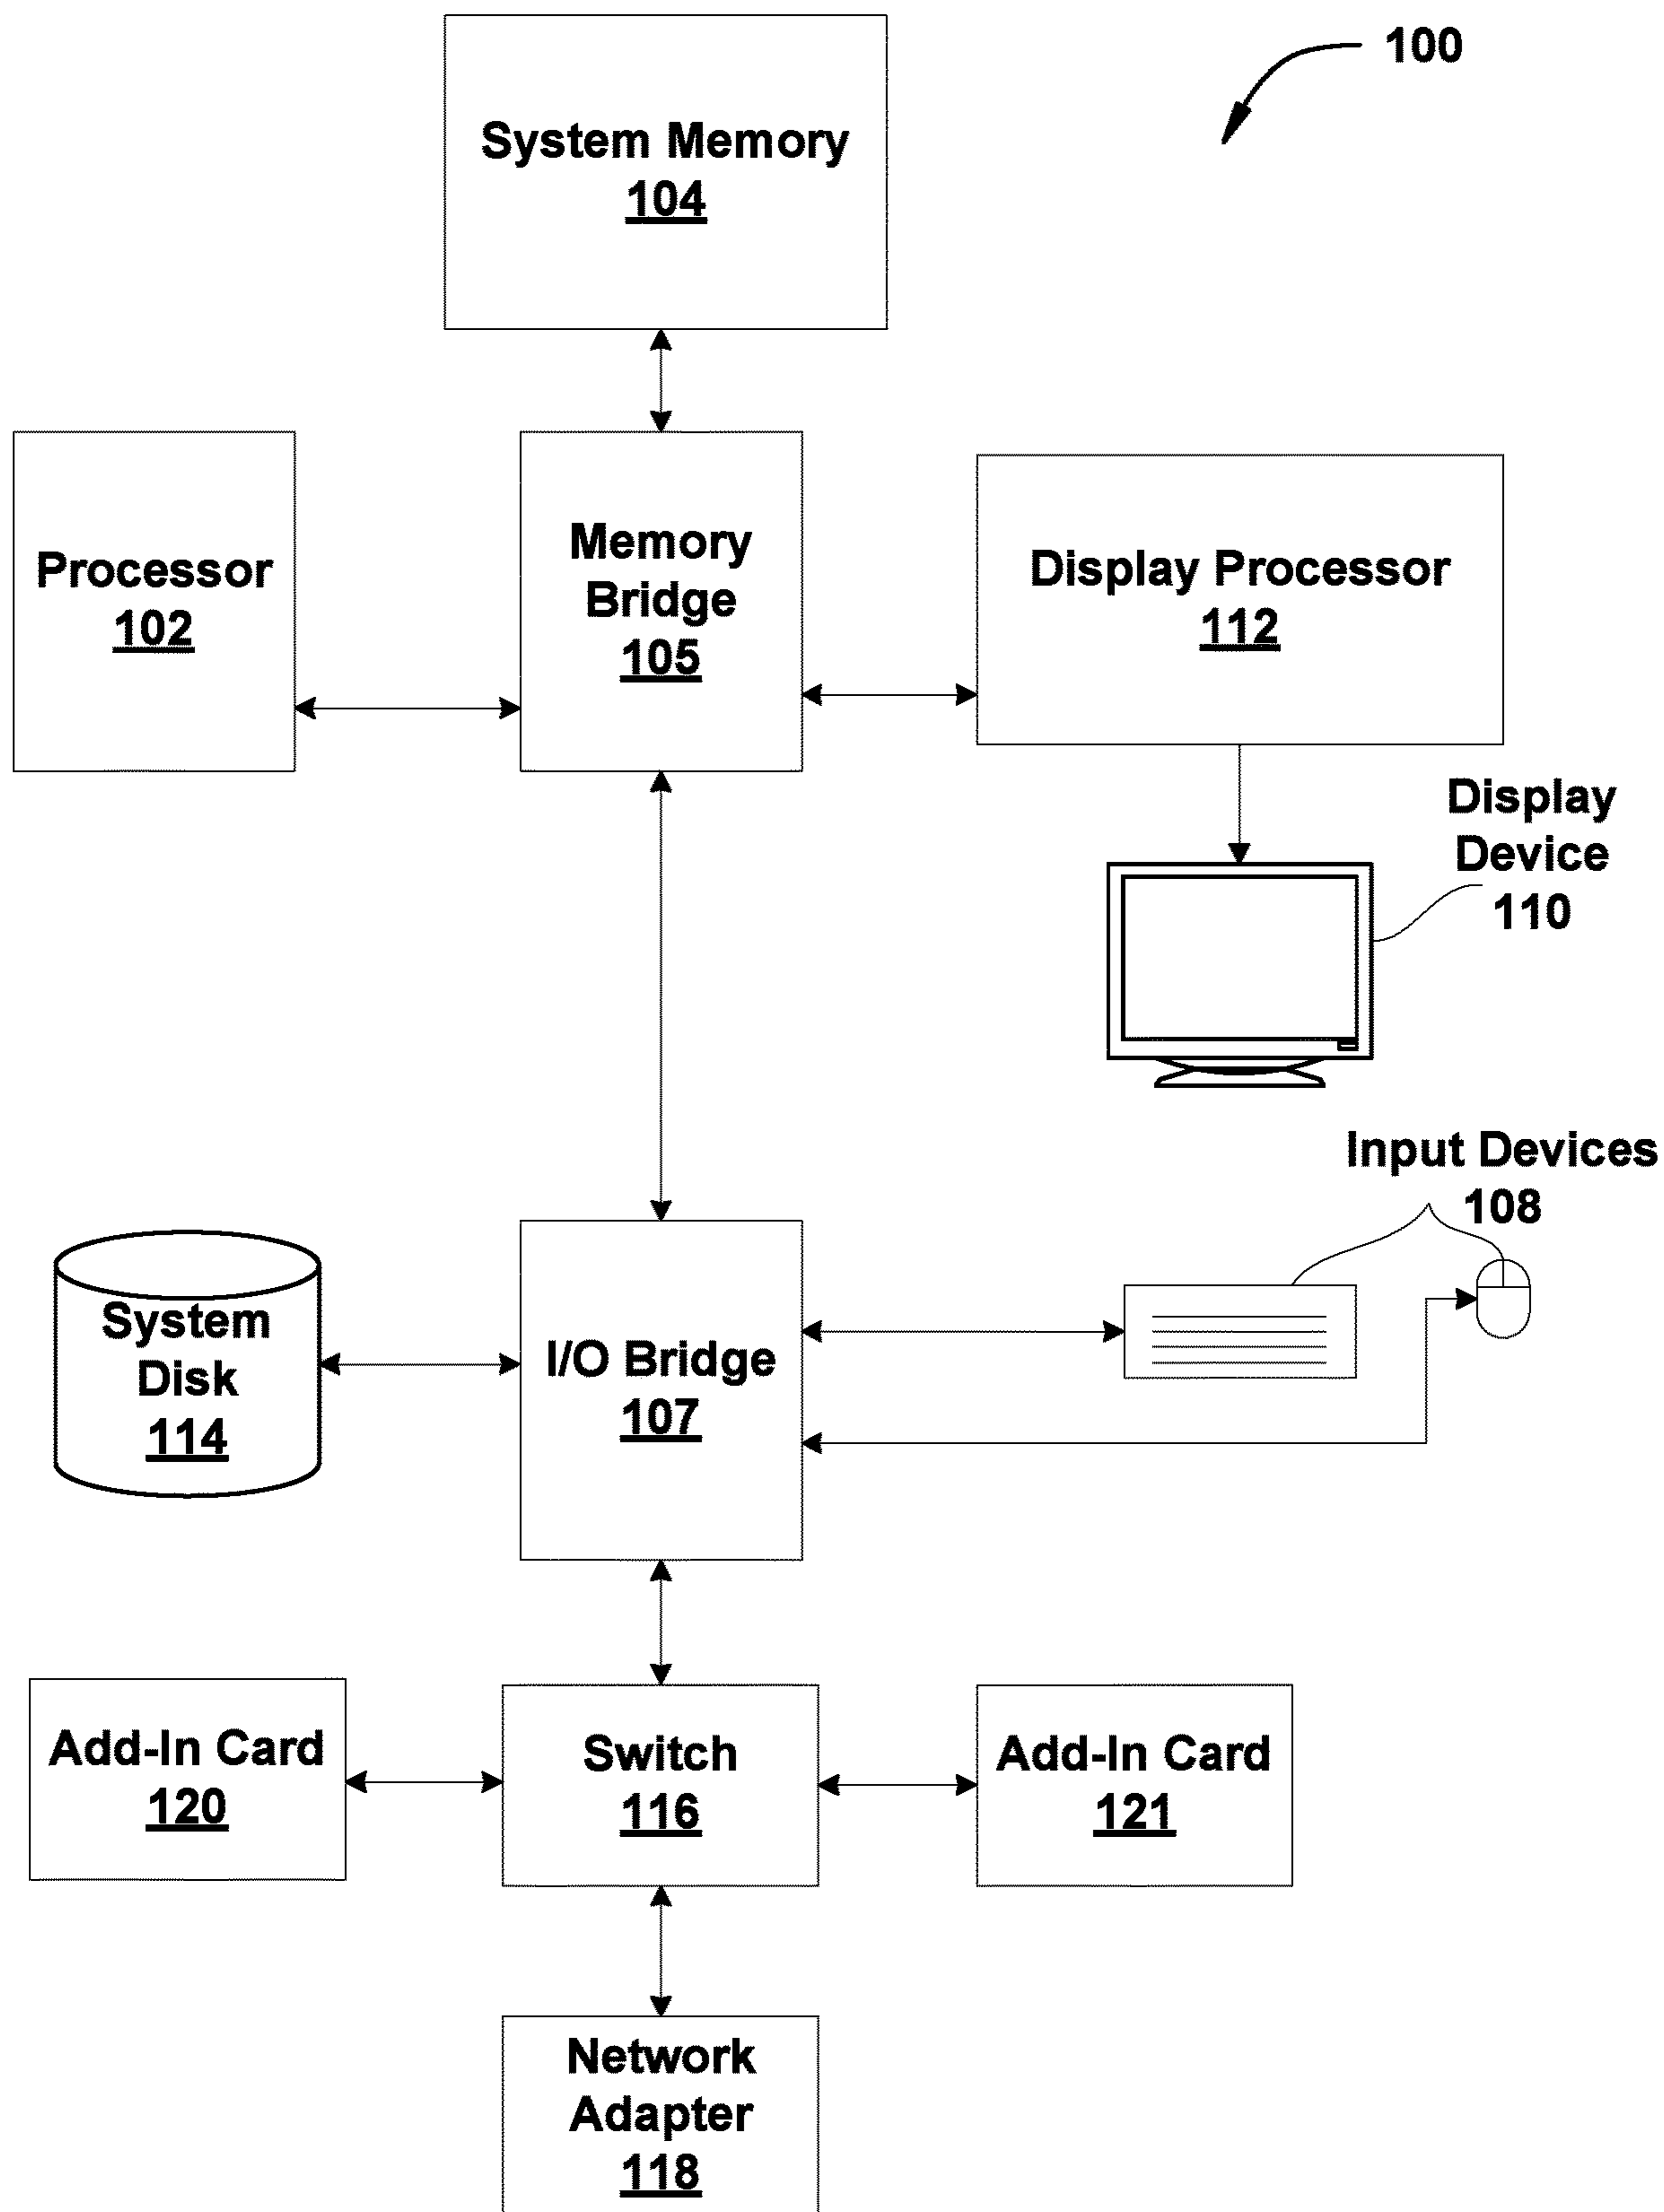 100
System Memory
104
Processor
102
Memory
Bridge
105
Display Processor
112
Display
Device
110
Input Devices
108
System
Disk
114
I/O Bridge
107
Add-In Card
120
Switch
116
Add-In Card
121
Network
Adapter
118